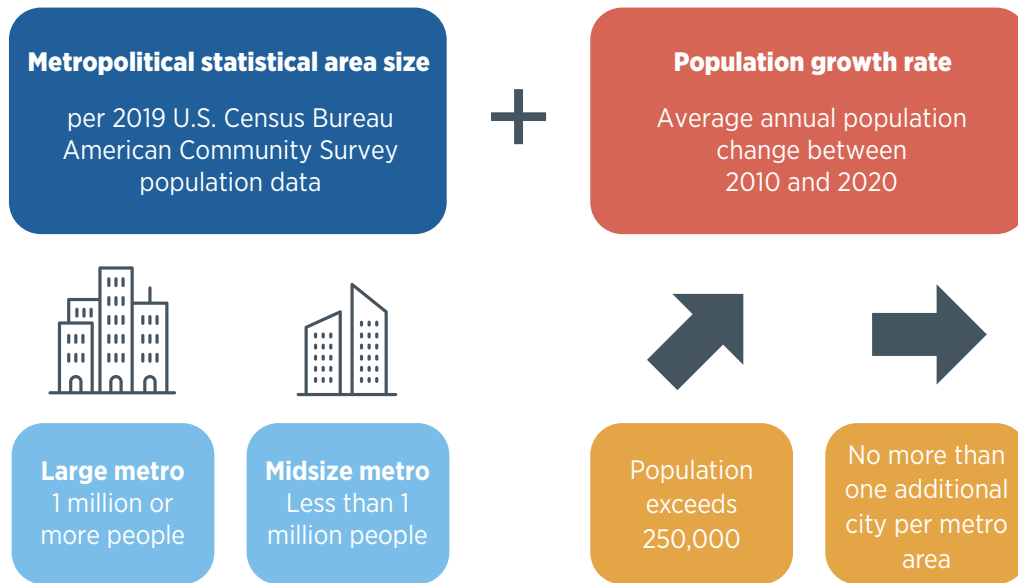 Metropolitical statistical area size
per 2019 U.S. Census Bureau
American Community Survey
population data
Population growth rate
Average annual population
change between
2010 and 2020
Large metro
1 million or
more people
Midsize metro
Less than 1
million people
Population
exceeds
250,000
No more than
one additional
city per metro
area